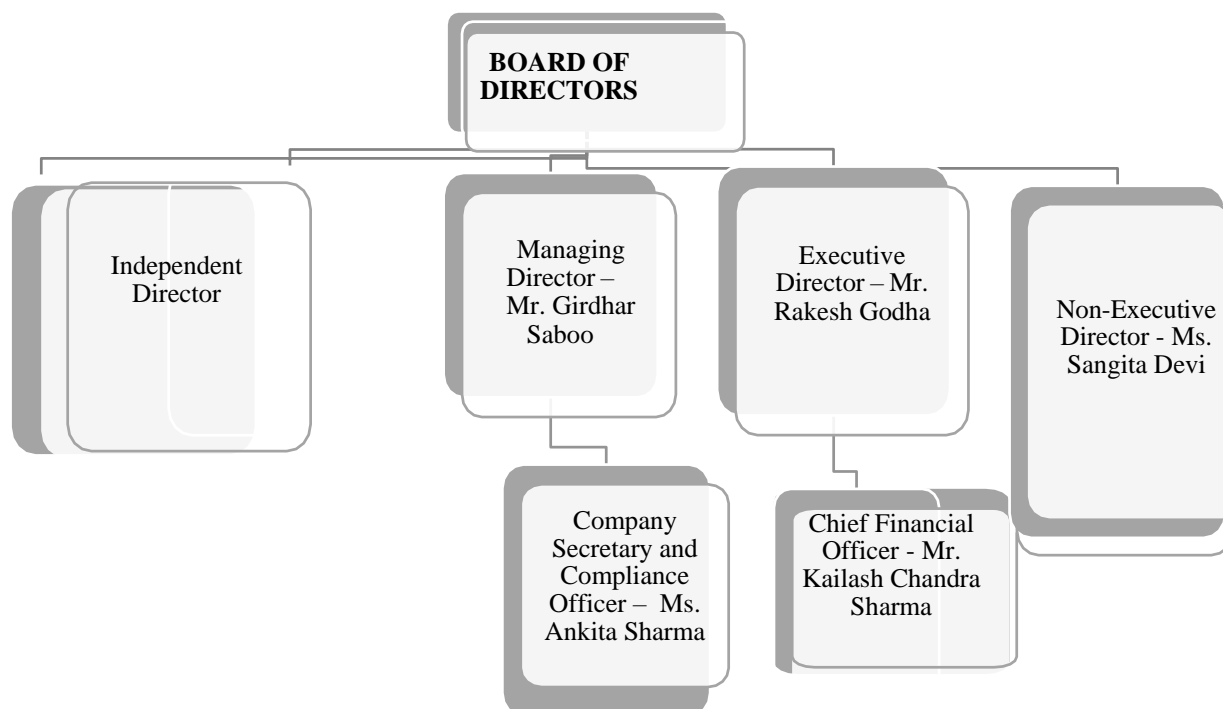 BOARD OF
DIRECTORS
Independent
Director
Managing
Director –
Mr. Girdhar
Saboo
Executive
Director – Mr.
Rakesh Godha
Non-Executive
Director - Ms.
Sangita Devi
Company
Secretary and
Compliance
Officer – Ms.
Ankita Sharma
Chief Financial
Officer - Mr.
Kailash Chandra
Sharma